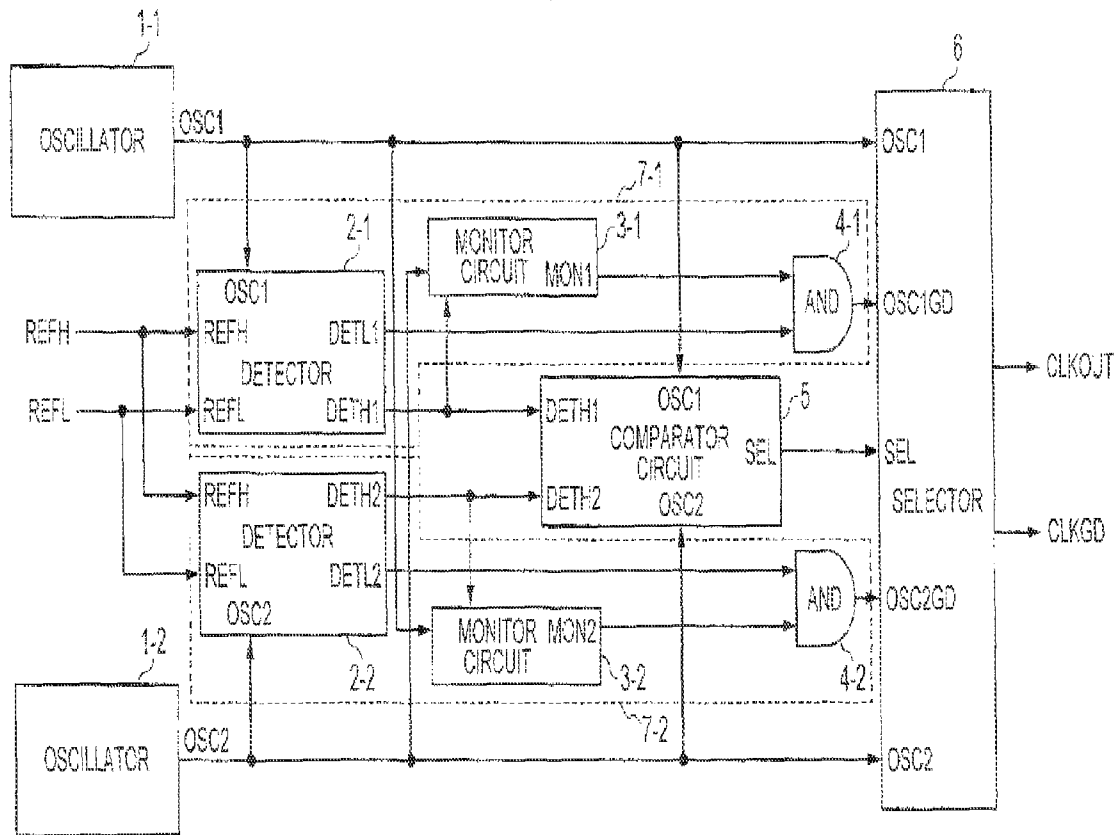 1-1
OSCILLATOR
OSC1
6
OSC1
7-1
2-1
MONITOR
CIRCUIT
MON1
3-1
4-1
AND
OSC1GD
OSC1
REFH
REFH
DETL1
DETECTOR
REFL
REFL
DETH1
DETH1
OSC1
COMPARATOR
CIRCUIT
OSC2
SEL
5
DETH2
SEL
SELECTOR
CLKOUT
CLKGD
REFH
DETH2
DETECTOR
REFL
DETL2
OSC2
2-2
MONITOR
CIRCUIT
MON2
3-2
AND
4-2
OSC2GD
7-2
1-2
OSCILLATOR
OSC2
OSC2